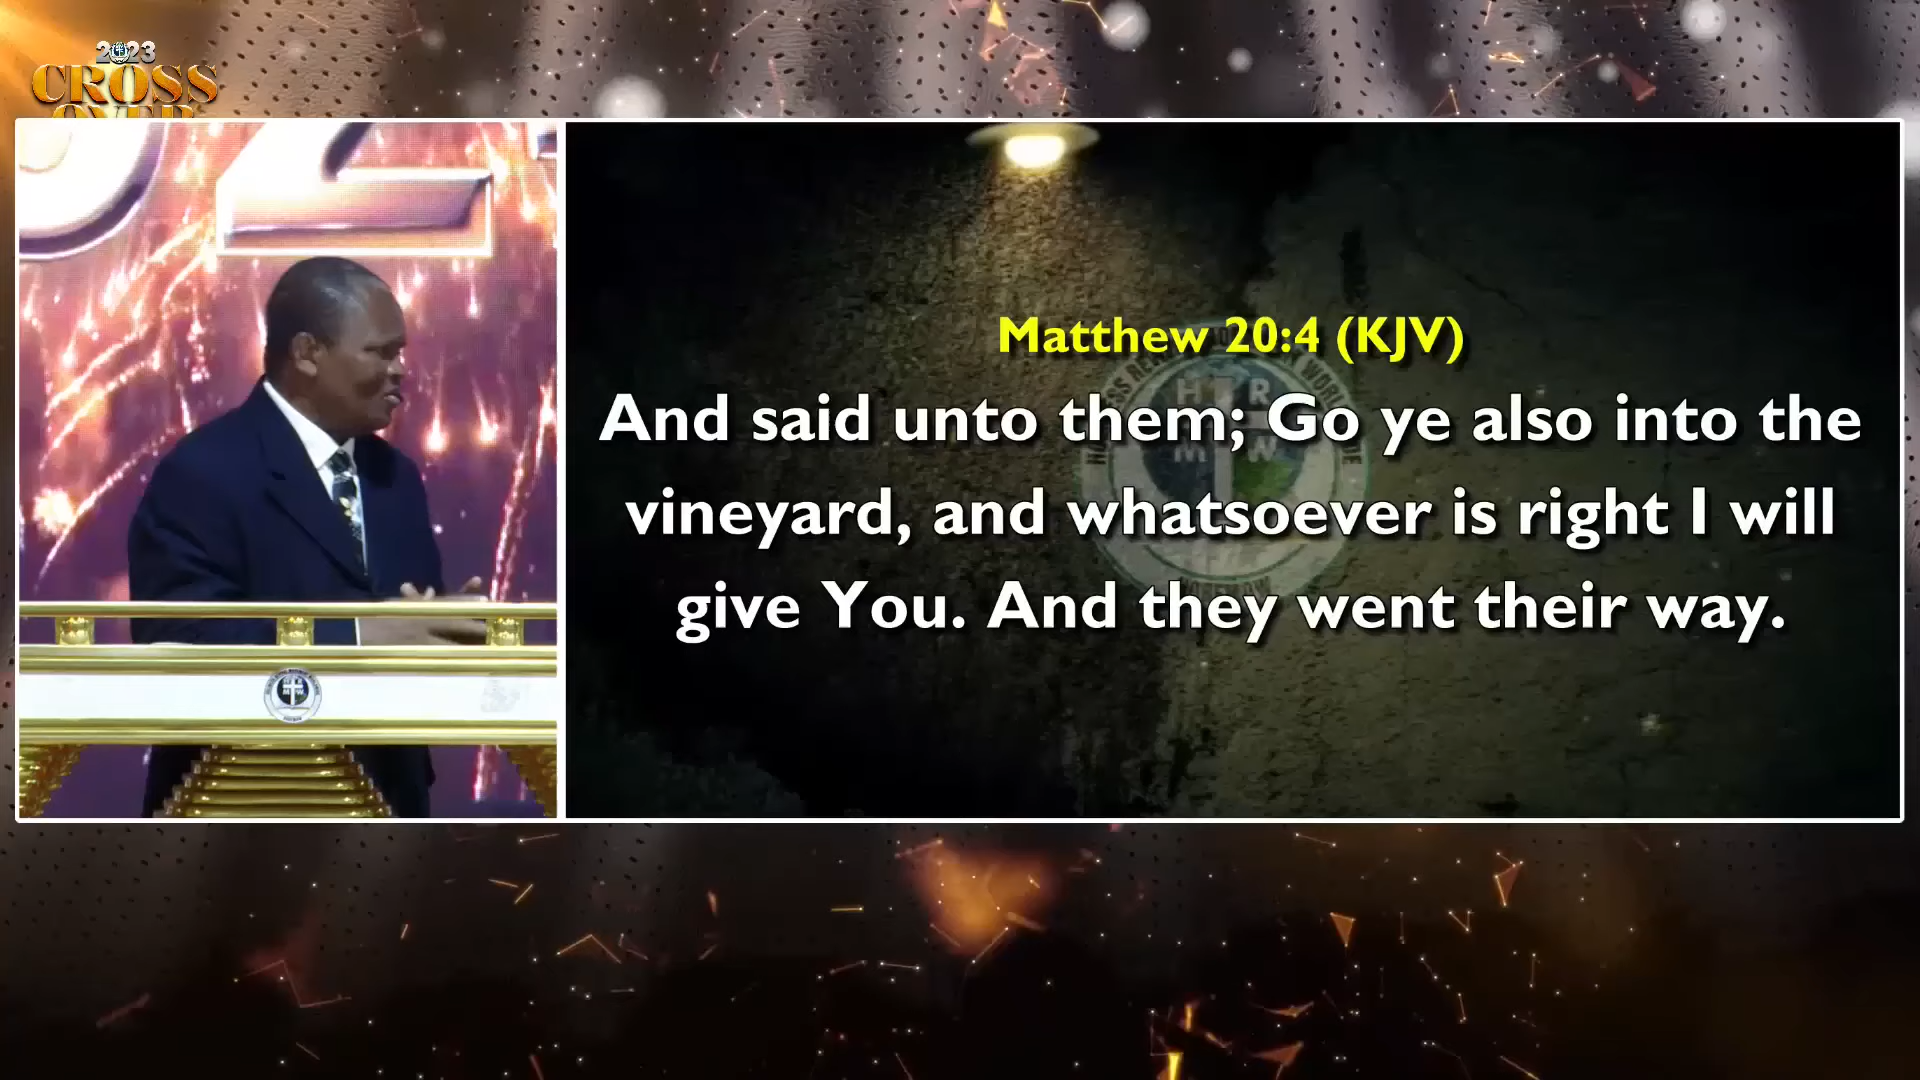 2023
CROSS
OVER
Matthew 20:4 (KJV)
And said unto them; Go ye also into the
vineyard, and whatsoever is right I will
give You. And they went their way.
H R
M W
H R
M W